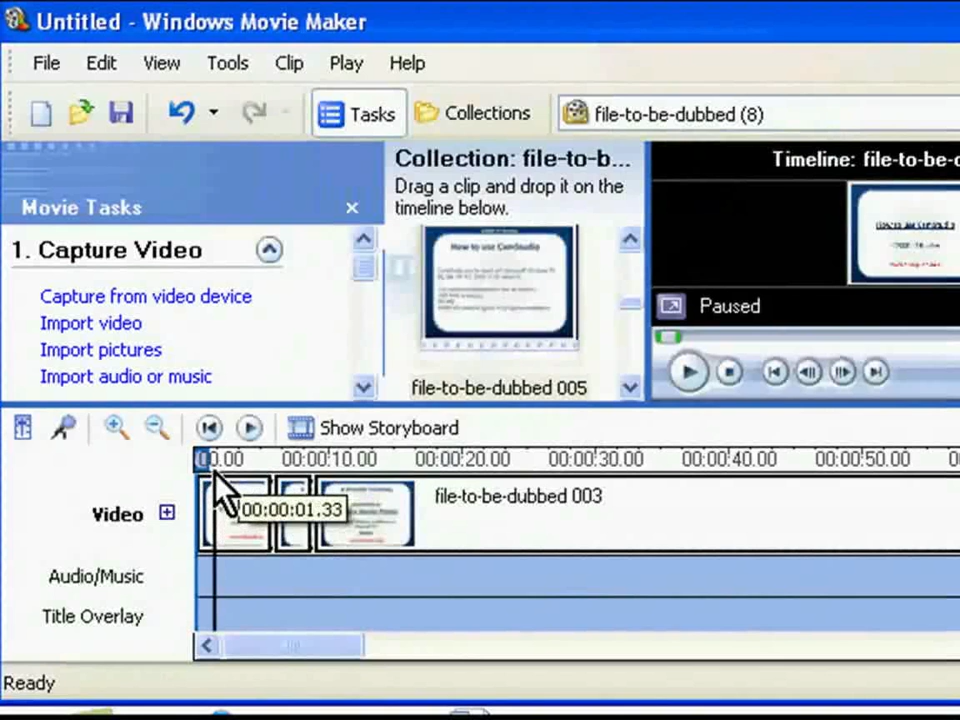 Untitled - Windows Movie Maker
File Edit View Tools Clip Play Help
Tasks Collections file-to-be-dubbed (8)
Movie Tasks
1. Capture Video
Capture from video device
Import video
Import pictures
Import audio or music
Collection: file-to-b...
Drag a clip and drop it on the
timeline below.
How to use CamStudio
file-to-be-dubbed 005
Timeline: file-to-be-d
Paused
Show Storyboard
0.00 00:00:10.00 00:00:20.00 00:00:30.00 00:00:40.00 00:00:50.00 00
Video
00:00:01.33
file-to-be-dubbed 003
Audio/Music
Title Overlay
Ready